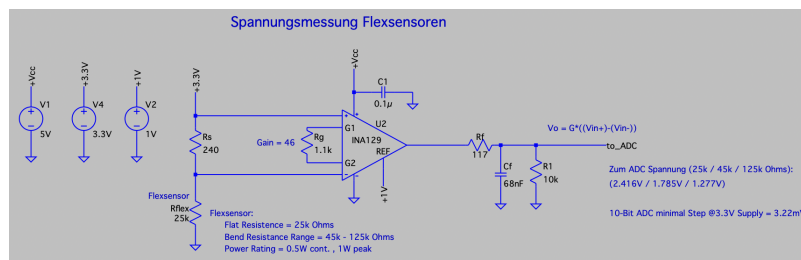 Spannungsmessung Flexsensoren
+Vcc
+3.3V
+1V
+3.3V
+Vcc
V1
V4
V2
5V
3.3V
1V
C1
0.1µ
Rs
240
Gain = 46
Rg
1.1k
G1
G2
U2
INA129
REF
+1V
Rf
117
Cf
68nF
R1
10k
Vo = G*((Vin+)-(Vin-))
to_ADC
Zum ADC Spannung (25k / 45k / 125k Ohms):
(2.416V / 1.785V / 1.277V)
10-Bit ADC minimal Step @3.3V Supply = 3.22m
Flexsensor
Rflex
25k
Flexsensor:
Flat Resistence = 25k Ohms
Bend Resistance Range = 45k - 125k Ohms
Power Rating = 0.5W cont. , 1W peak